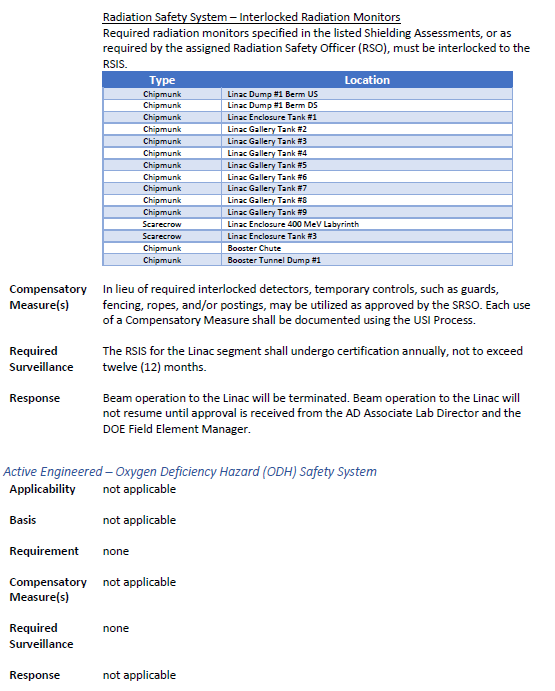 Radiation Safety System – Interlocked Radiation Monitors
Required radiation monitors specified in the listed Shielding Assessments, or as
required by the assigned Radiation Safety Officer (RSO), must be interlocked to the
RSIS.
Type Location
Chipmunk Linac Dump #1 Berm US
Chipmunk Linac Dump #1 Berm DS
Chipmunk Linac Enclosure Tank #1
Chipmunk Linac Gallery Tank #2
Chipmunk Linac Gallery Tank #3
Chipmunk Linac Gallery Tank #4
Chipmunk Linac Gallery Tank #5
Chipmunk Linac Gallery Tank #6
Chipmunk Linac Gallery Tank #7
Chipmunk Linac Gallery Tank #8
Chipmunk Linac Gallery Tank #9
Scarecrow Linac Enclosure 400 MeV Labyrinth
Scarecrow Linac Enclosure Tank #3
Chipmunk Booster Chute
Chipmunk Booster Tunnel Dump #1
Compensatory In lieu of required interlocked detectors, temporary controls, such as guards,
Measure(s) fencing, ropes, and/or postings, may be utilized as approved by the SRSO. Each use
of a Compensatory Measure shall be documented using the USI Process.
Required The RSIS for the Linac segment shall undergo certification annually, not to exceed
Surveillance twelve (12) months.
Response Beam operation to the Linac will be terminated. Beam operation to the Linac will
not resume until approval is received from the AD Associate Lab Director and the
DOE Field Element Manager.
Active Engineered – Oxygen Deficiency Hazard (ODH) Safety System
Applicability not applicable
Basis not applicable
Requirement none
Compensatory not applicable
Measure(s)
Required none
Surveillance
Response not applicable